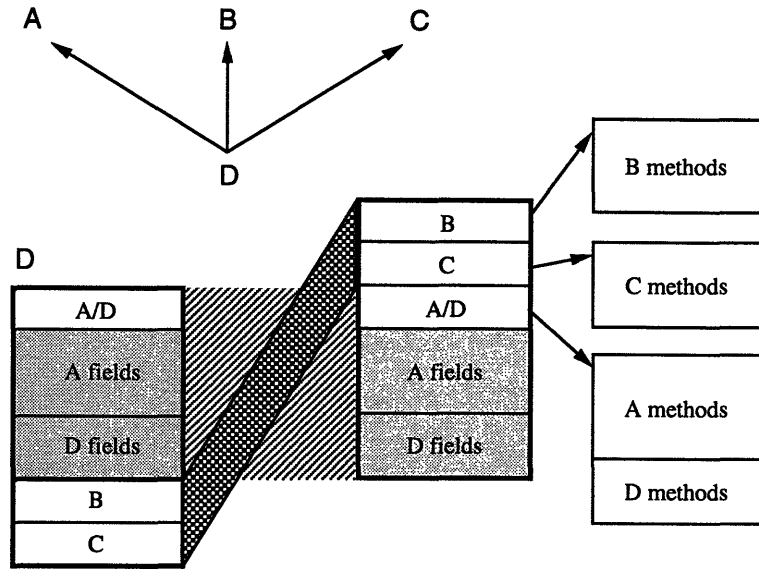 A
B
C
D
D
A/D
A fields
D fields
B
C
B
C
A/D
A fields
D fields
B methods
C methods
A methods
D methods